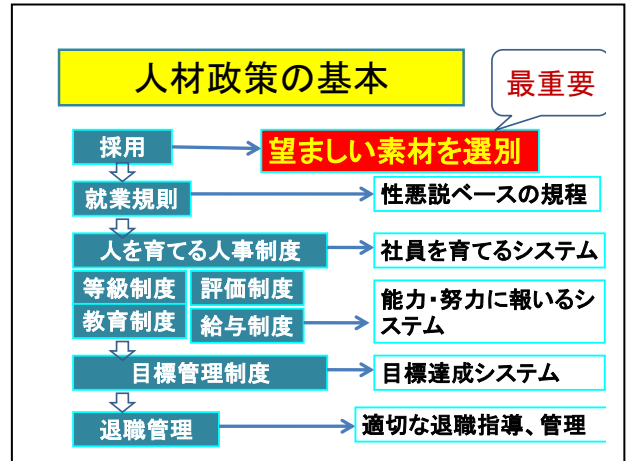 人材政策の基本
最重要
採用
望ましい素材を選別
就業規則
性悪説ベースの規程
人を育てる人事制度
社員を育てるシステム
等級制度
評価制度
教育制度
給与制度
能力・努力に報いるシ
ステム
目標管理制度
目標達成システム
退職管理
適切な退職指導、管理